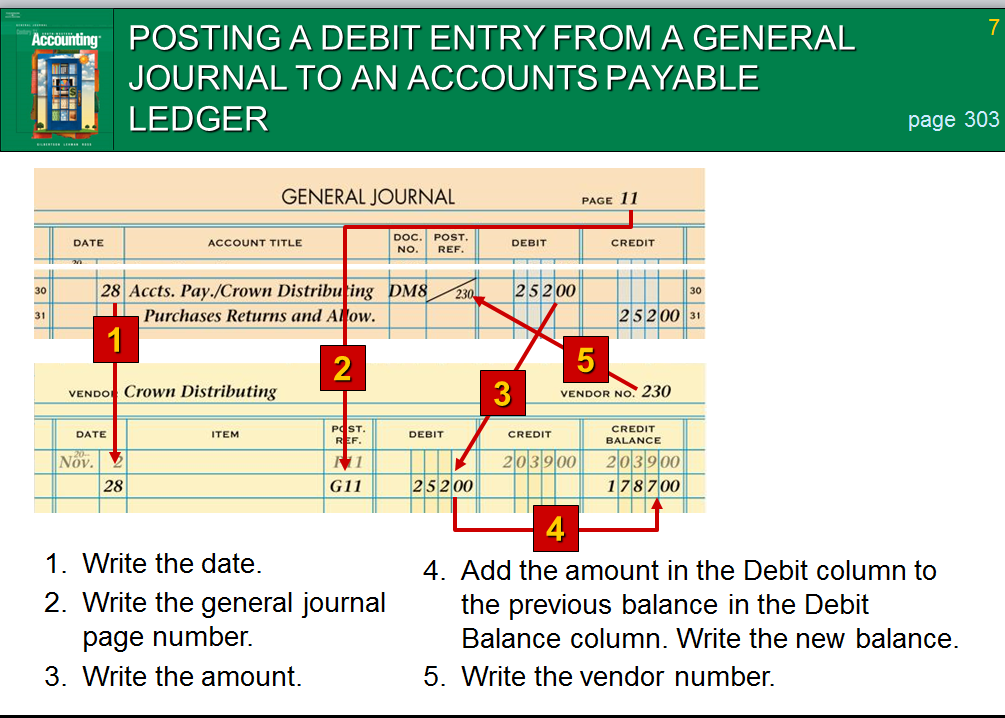 Accounting
POSTING A DEBIT ENTRY FROM A GENERAL
JOURNAL TO AN ACCOUNTS PAYABLE
LEDGER
7
page 303
GENERAL JOURNAL PAGE 11
DATE ACCOUNT TITLE DOC. NO. POST. REF. DEBIT CREDIT
20--
30 28 Accts. Pay./Crown Distributing DM8 230 252 00 30
31 Purchases Returns and Allow. 252 00 31
1
2
3
5
VENDOR Crown Distributing VENDOR NO. 230
DATE ITEM POST. REF. DEBIT CREDIT CREDIT BALANCE
20--
Nov. 2 P11 2039 00 2039 00
28 G11 252 00 1787 00
4
1. Write the date.
2. Write the general journal
page number.
3. Write the amount.
4. Add the amount in the Debit column to
the previous balance in the Debit
Balance column. Write the new balance.
5. Write the vendor number.